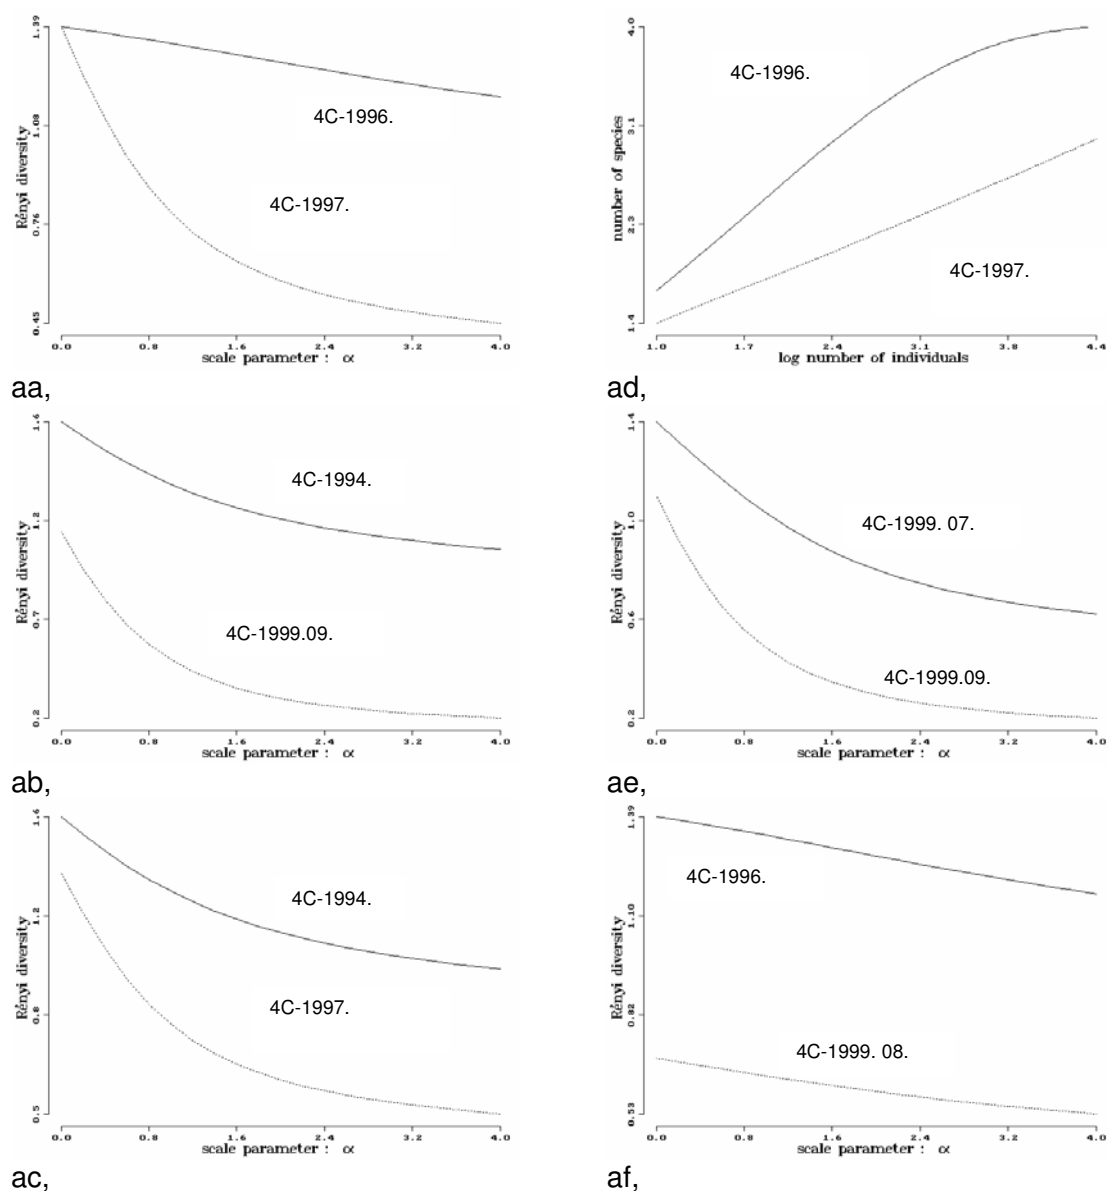 1.39
1.08
0.76
0.45
Rényi diversity
4C-1996.
4C-1997.
0.0 0.8 1.6 2.4 3.2 4.0
scale parameter : α
aa,
4.0
3.1
2.3
1.4
number of species
4C-1996.
4C-1997.
1.0 1.7 2.4 3.1 3.8 4.4
log number of individuals
ad,
1.6
1.2
0.7
0.2
Rényi diversity
4C-1994.
4C-1999.09.
0.0 0.8 1.6 2.4 3.2 4.0
scale parameter : α
ab,
1.4
1.0
0.6
0.2
Rényi diversity
4C-1999. 07.
4C-1999.09.
0.0 0.8 1.6 2.4 3.2 4.0
scale parameter : α
ae,
1.6
1.2
0.8
0.5
Rényi diversity
4C-1994.
4C-1997.
0.0 0.8 1.6 2.4 3.2 4.0
scale parameter : α
ac,
1.39
1.10
0.82
0.53
Rényi diversity
4C-1996.
4C-1999. 08.
0.0 0.8 1.6 2.4 3.2 4.0
scale parameter : α
af,